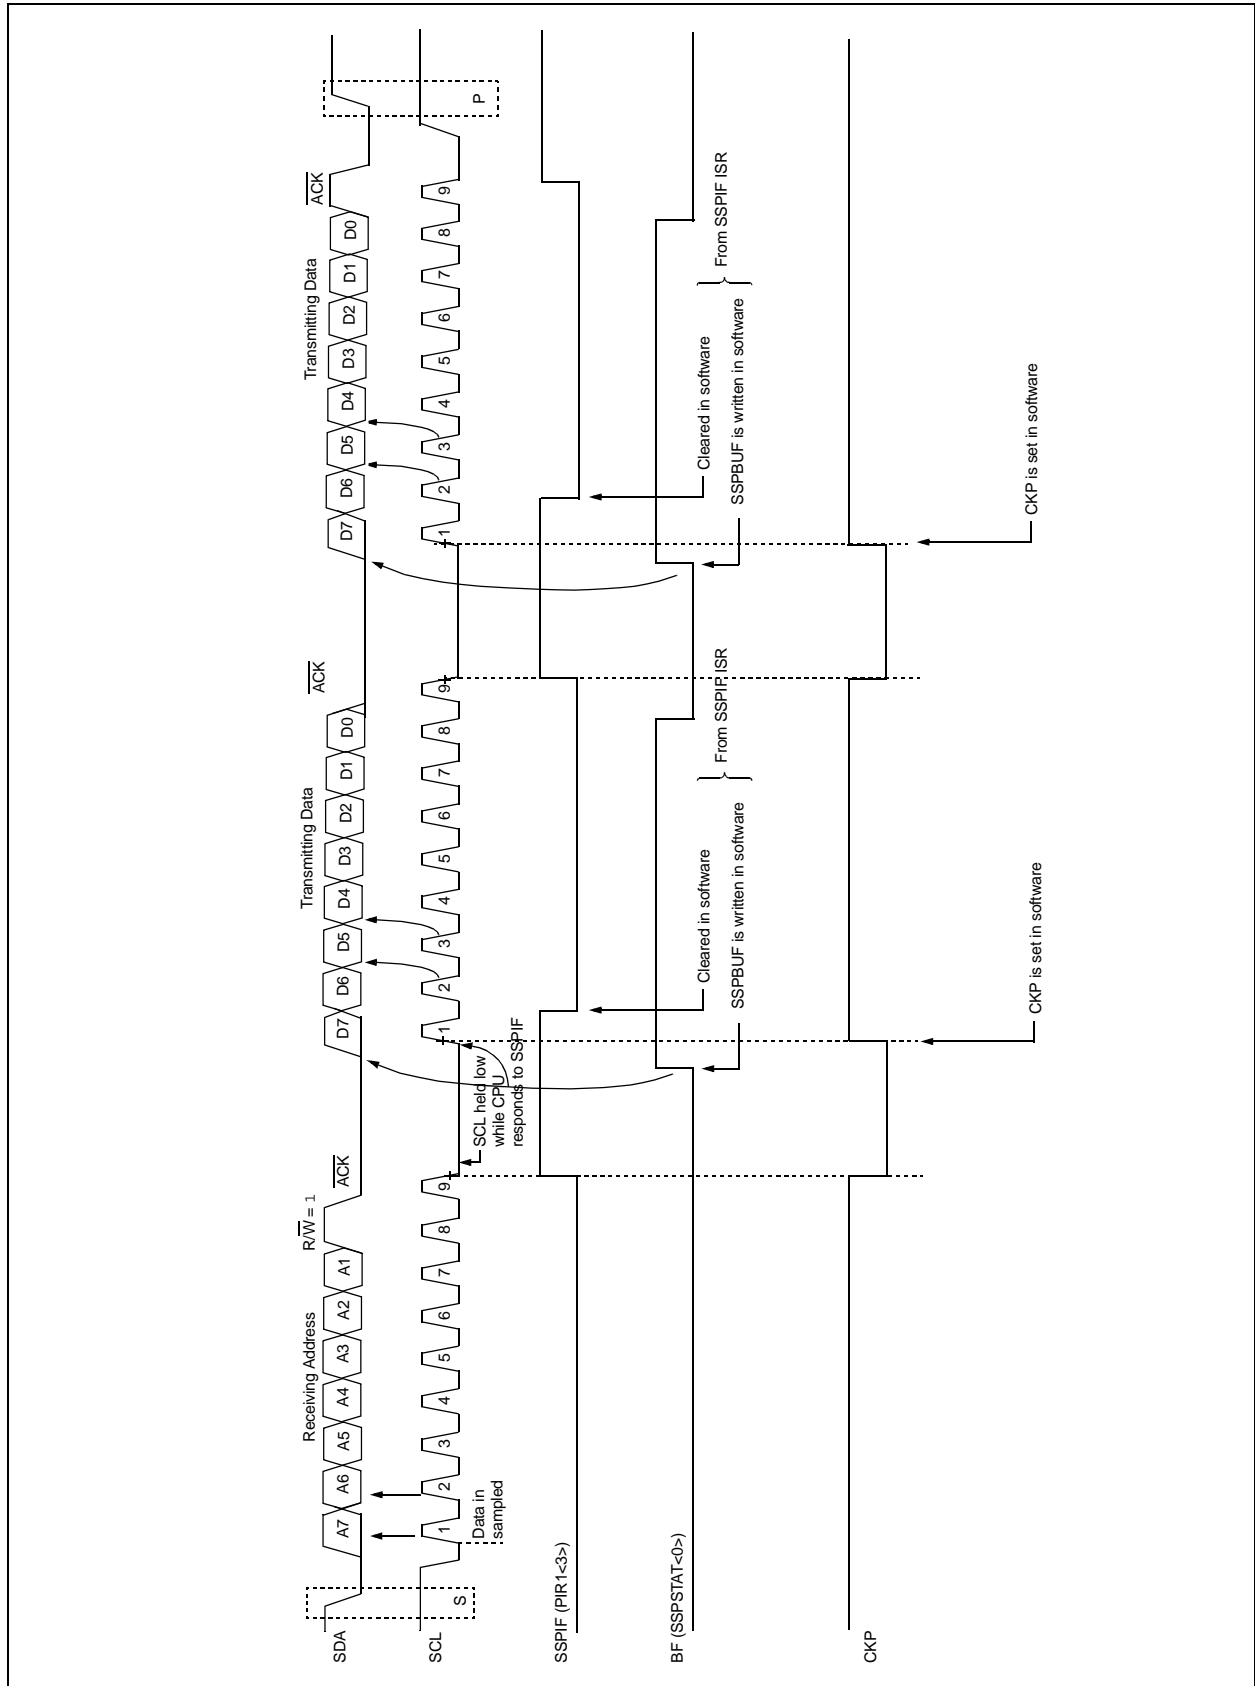 Receiving Address
R/W = 1
ACK
Transmitting Data
ACK
Transmitting Data
ACK
SDA
A7 A6 A5 A4 A3 A2 A1
D7 D6 D5 D4 D3 D2 D1 D0
D7 D6 D5 D4 D3 D2 D1 D0
SCL
S
1 2 3 4 5 6 7 8 9
1 2 3 4 5 6 7 8 9
1 2 3 4 5 6 7 8 9
P
Data in
sampled
SCL held low
while CPU
responds to SSPIF
SSPIF (PIR1<3>)
Cleared in software
Cleared in software
BF (SSPSTAT<0>)
SSPBUF is written in software
From SSPIF ISR
SSPBUF is written in software
From SSPIF ISR
CKP
CKP is set in software
CKP is set in software